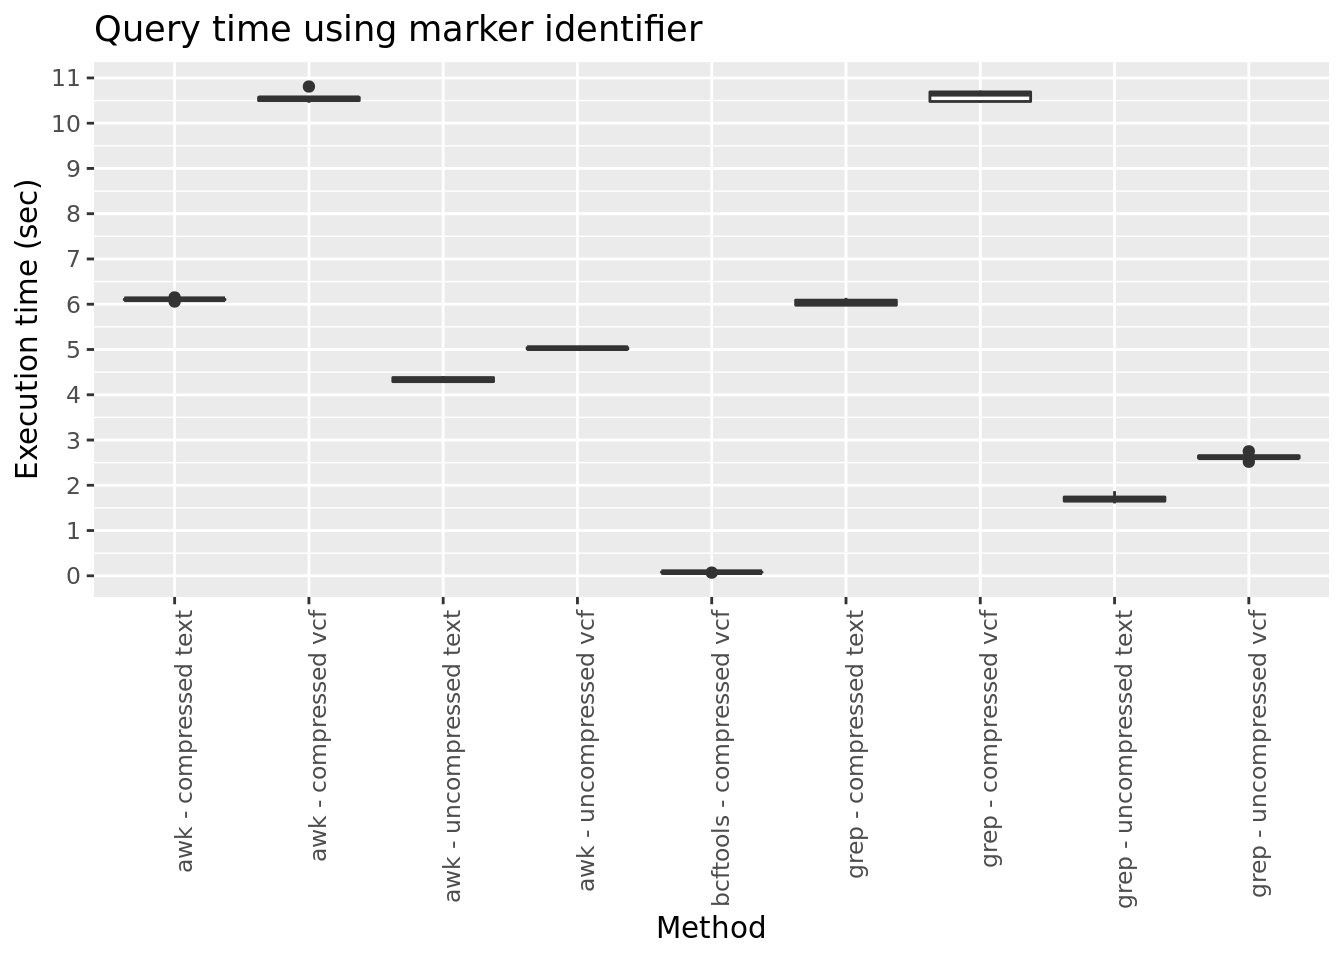 Query time using marker identifier
Execution time (sec)
11
10
9
8
7
6
5
4
3
2
1
0
awk - compressed text
awk - compressed vcf
awk - uncompressed text
awk - uncompressed vcf
bcftools - compressed vcf
grep - compressed text
grep - compressed vcf
grep - uncompressed text
grep - uncompressed vcf
Method